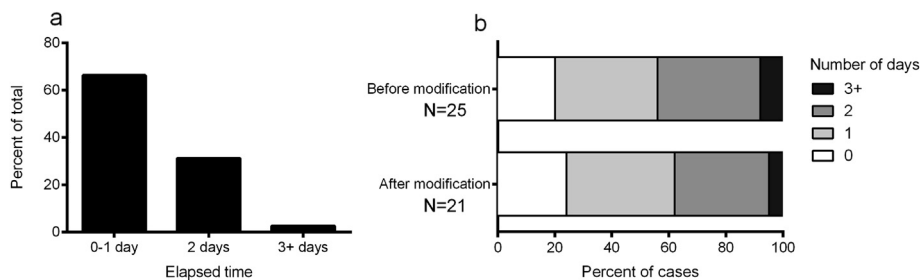 a
Percent of total
80
60
40
20
0
0-1 day 2 days 3+ days
Elapsed time
b
Before modification
N=25
After modification
N=21
0 20 40 60 80 100
Percent of cases
Number of days
3+
2
1
0